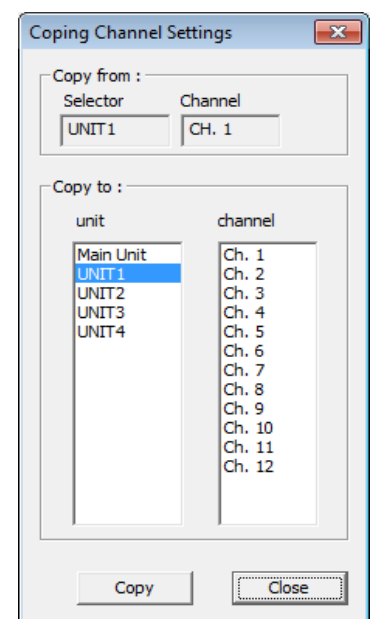 Coping Channel Settings
Copy from :
Selector Channel
UNIT1 CH. 1
Copy to :
unit channel
Main Unit Ch. 1
UNIT1 Ch. 2
UNIT2 Ch. 3
UNIT3 Ch. 4
UNIT4 Ch. 5
Ch. 6
Ch. 7
Ch. 8
Ch. 9
Ch. 10
Ch. 11
Ch. 12
Copy Close